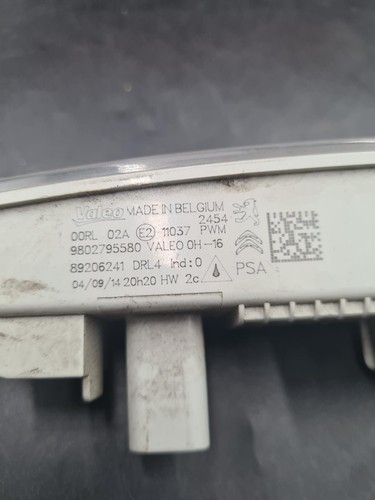 Valeo MADE IN BELGIUM
2454
00RL 02A E2 11037 PWM
9802795580 VALEO 0H-16
89206241 DRL4 Ind:0
PSA
04/09/14 20h20 HW 2c